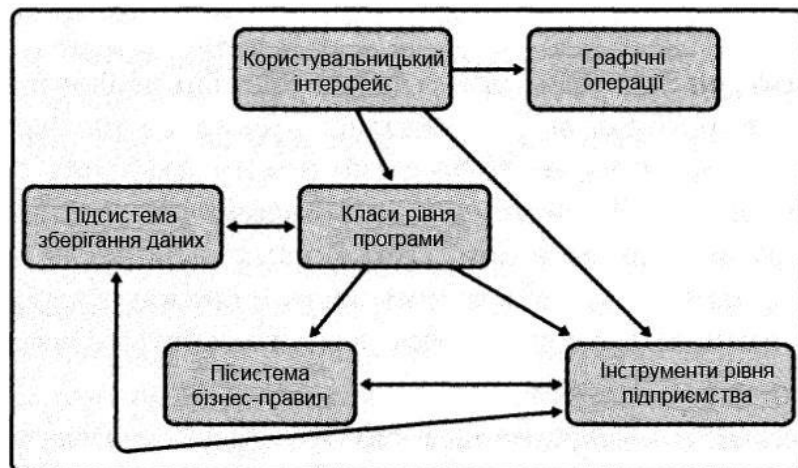 Користувальницький
інтерфейс
Графічні
операції
Підсистема
зберігання даних
Класи рівня
програми
Пісистема
бізнес-правил
Інструменти рівня
підприємства